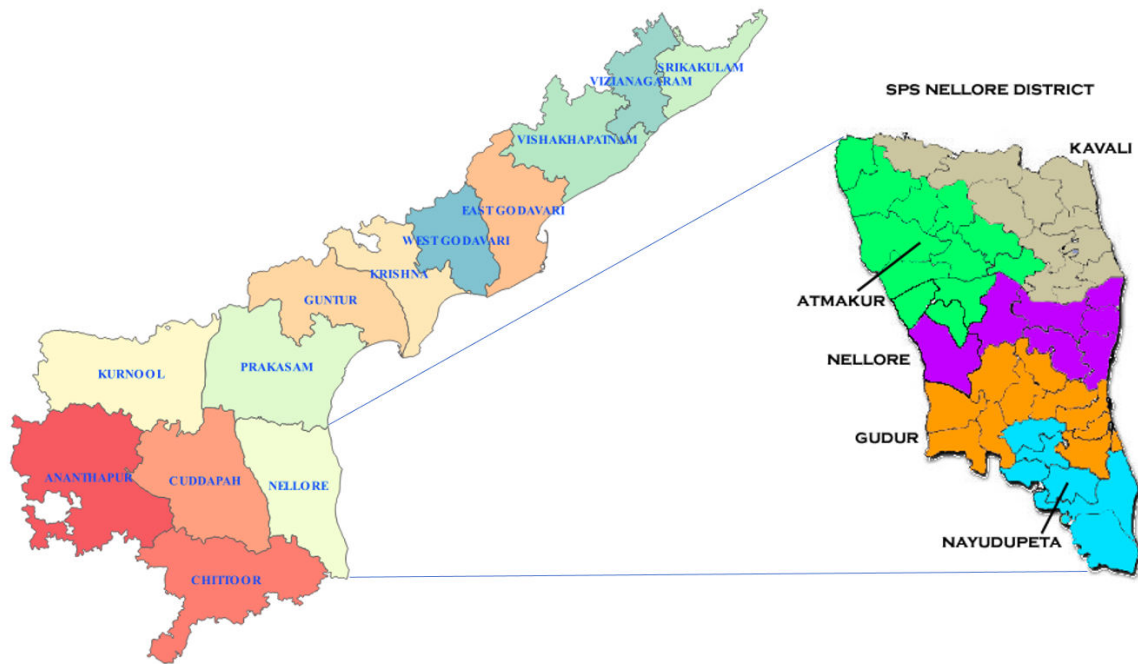 SRIKAKULAM
VIZIANAGARAM
VISHAKHAPATNAM
EAST GODAVARI
WEST GODAVARI
KRISHNA
GUNTUR
PRAKASAM
KURNOOL
ANANTHAPUR
CUDDAPAH
NELLORE
CHITTOOR
SPS NELLORE DISTRICT
KAVALI
ATMAKUR
NELLORE
GUDUR
NAYUDUPETA